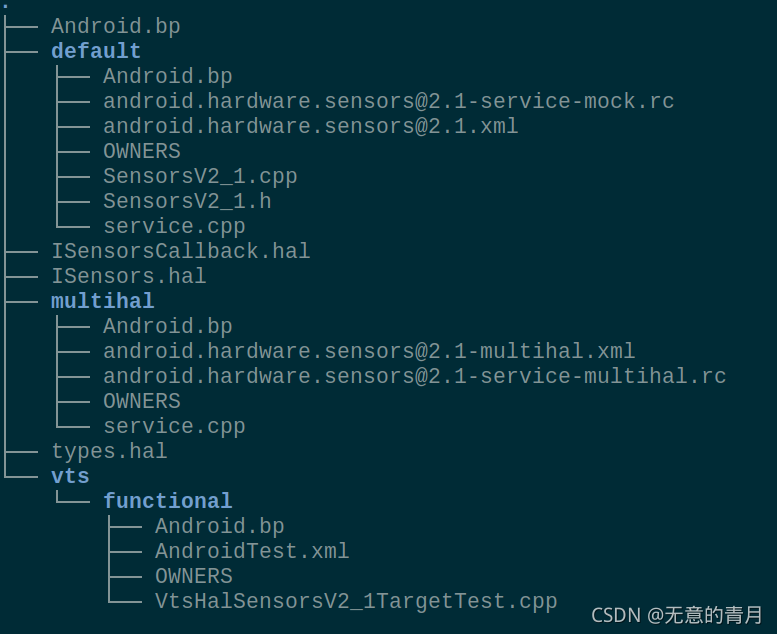 .
├── Android.bp
├── default
│   ├── Android.bp
│   ├── android.hardware.sensors@2.1-service-mock.rc
│   ├── android.hardware.sensors@2.1.xml
│   ├── OWNERS
│   ├── SensorsV2_1.cpp
│   ├── SensorsV2_1.h
│   └── service.cpp
├── ISensorsCallback.hal
├── ISensors.hal
├── multihal
│   ├── Android.bp
│   ├── android.hardware.sensors@2.1-multihal.xml
│   ├── android.hardware.sensors@2.1-service-multihal.rc
│   ├── OWNERS
│   └── service.cpp
├── types.hal
└── vts
    └── functional
        ├── Android.bp
        ├── AndroidTest.xml
        ├── OWNERS
        └── VtsHalSensorsV2_1TargetTest.cpp
CSDN @无意的青月